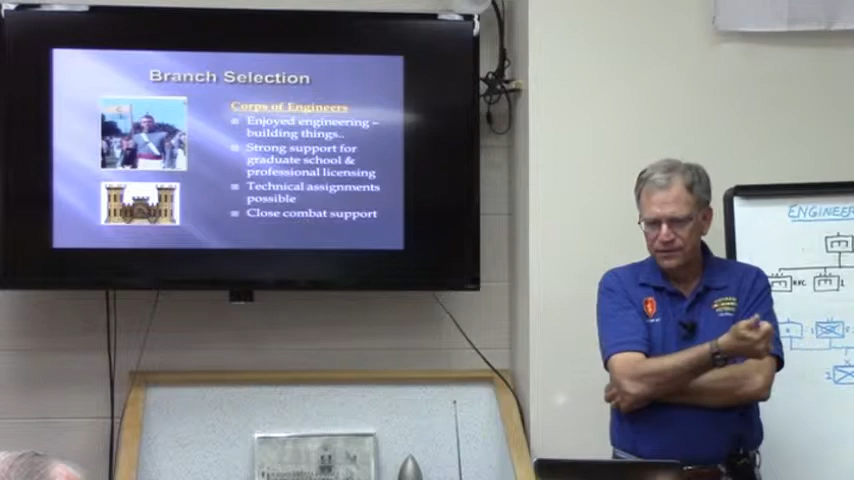 Branch Selection
Corps of Engineers
Enjoyed engineering –
building things..
Strong support for
graduate school &
professional licensing
Technical assignments
possible
Close combat support
ENGINEER